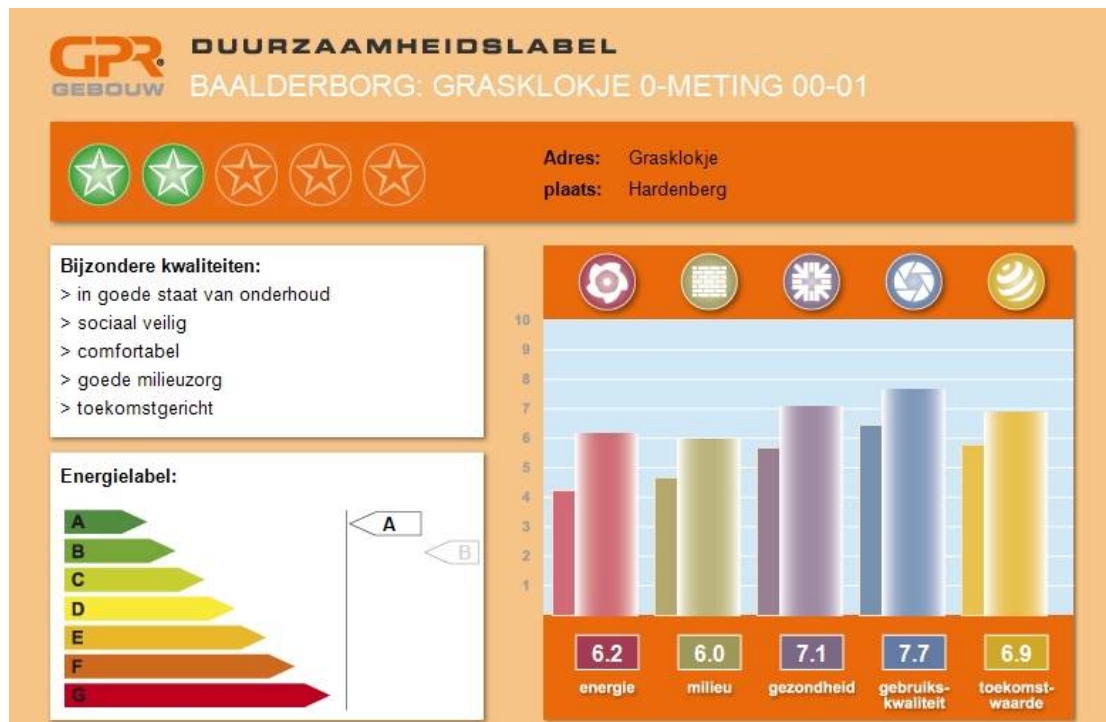 GPR
GEBOUW
DUURZAAMHEIDSLABEL
BAALDERBORG: GRASKLOKJE 0-METING 00-01
Adres: Grasklokje
plaats: Hardenberg
Bijzondere kwaliteiten:
> in goede staat van onderhoud
> sociaal veilig
> comfortabel
> goede milieuzorg
> toekomstgericht
Energielabel:
A
B
C
D
E
F
G
A
B
10
9
8
7
6
5
4
3
2
1
6.2
6.0
7.1
7.7
6.9
energie
milieu
gezondheid
gebruiks-
kwaliteit
toekomst-
waarde